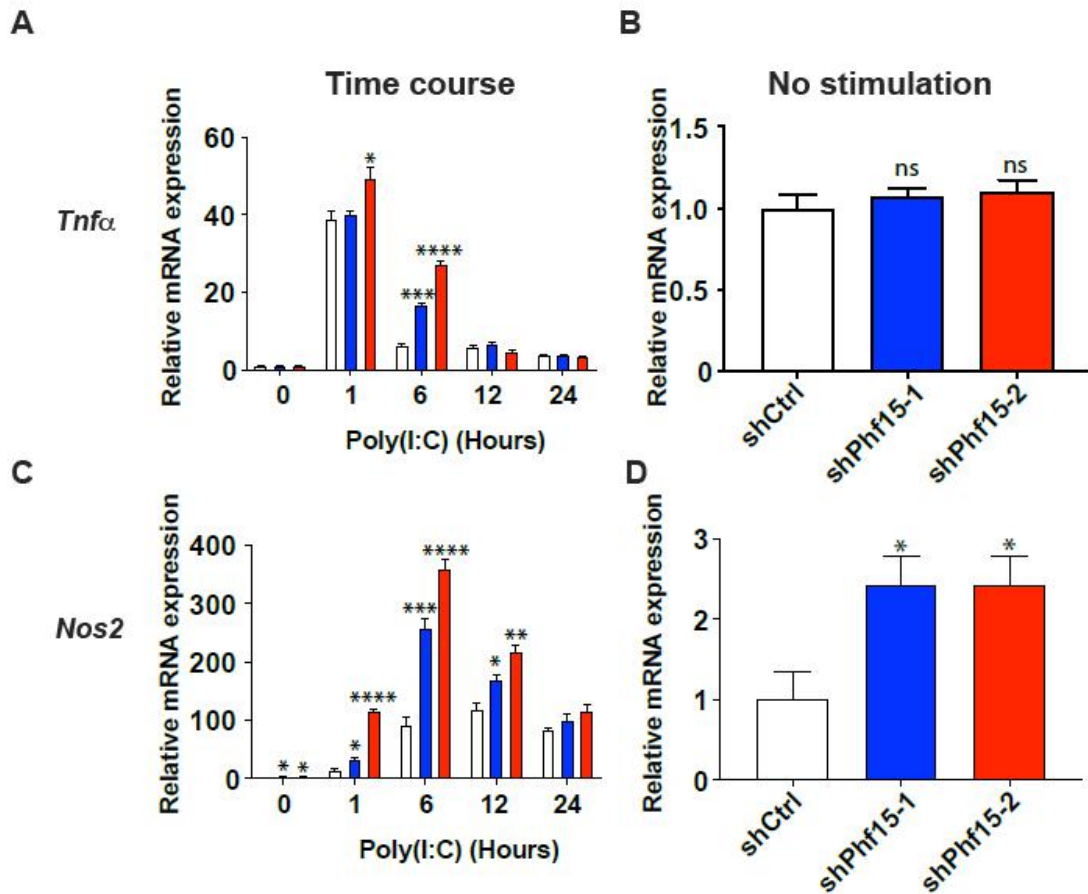 A
B
Time course
No stimulation
Tnfα
Relative mRNA expression
60
40
20
0
*
***
****
0 1 6 12 24
Poly(I:C) (Hours)
Relative mRNA expression
1.5
1.0
0.5
0
ns
ns
shCtrl
shPhf15-1
shPhf15-2
C
D
Nos2
Relative mRNA expression
400
300
200
100
0
* *
*
****
***
****
*
**
0 1 6 12 24
Poly(I:C) (Hours)
Relative mRNA expression
3
2
1
0
*
*
shCtrl
shPhf15-1
shPhf15-2